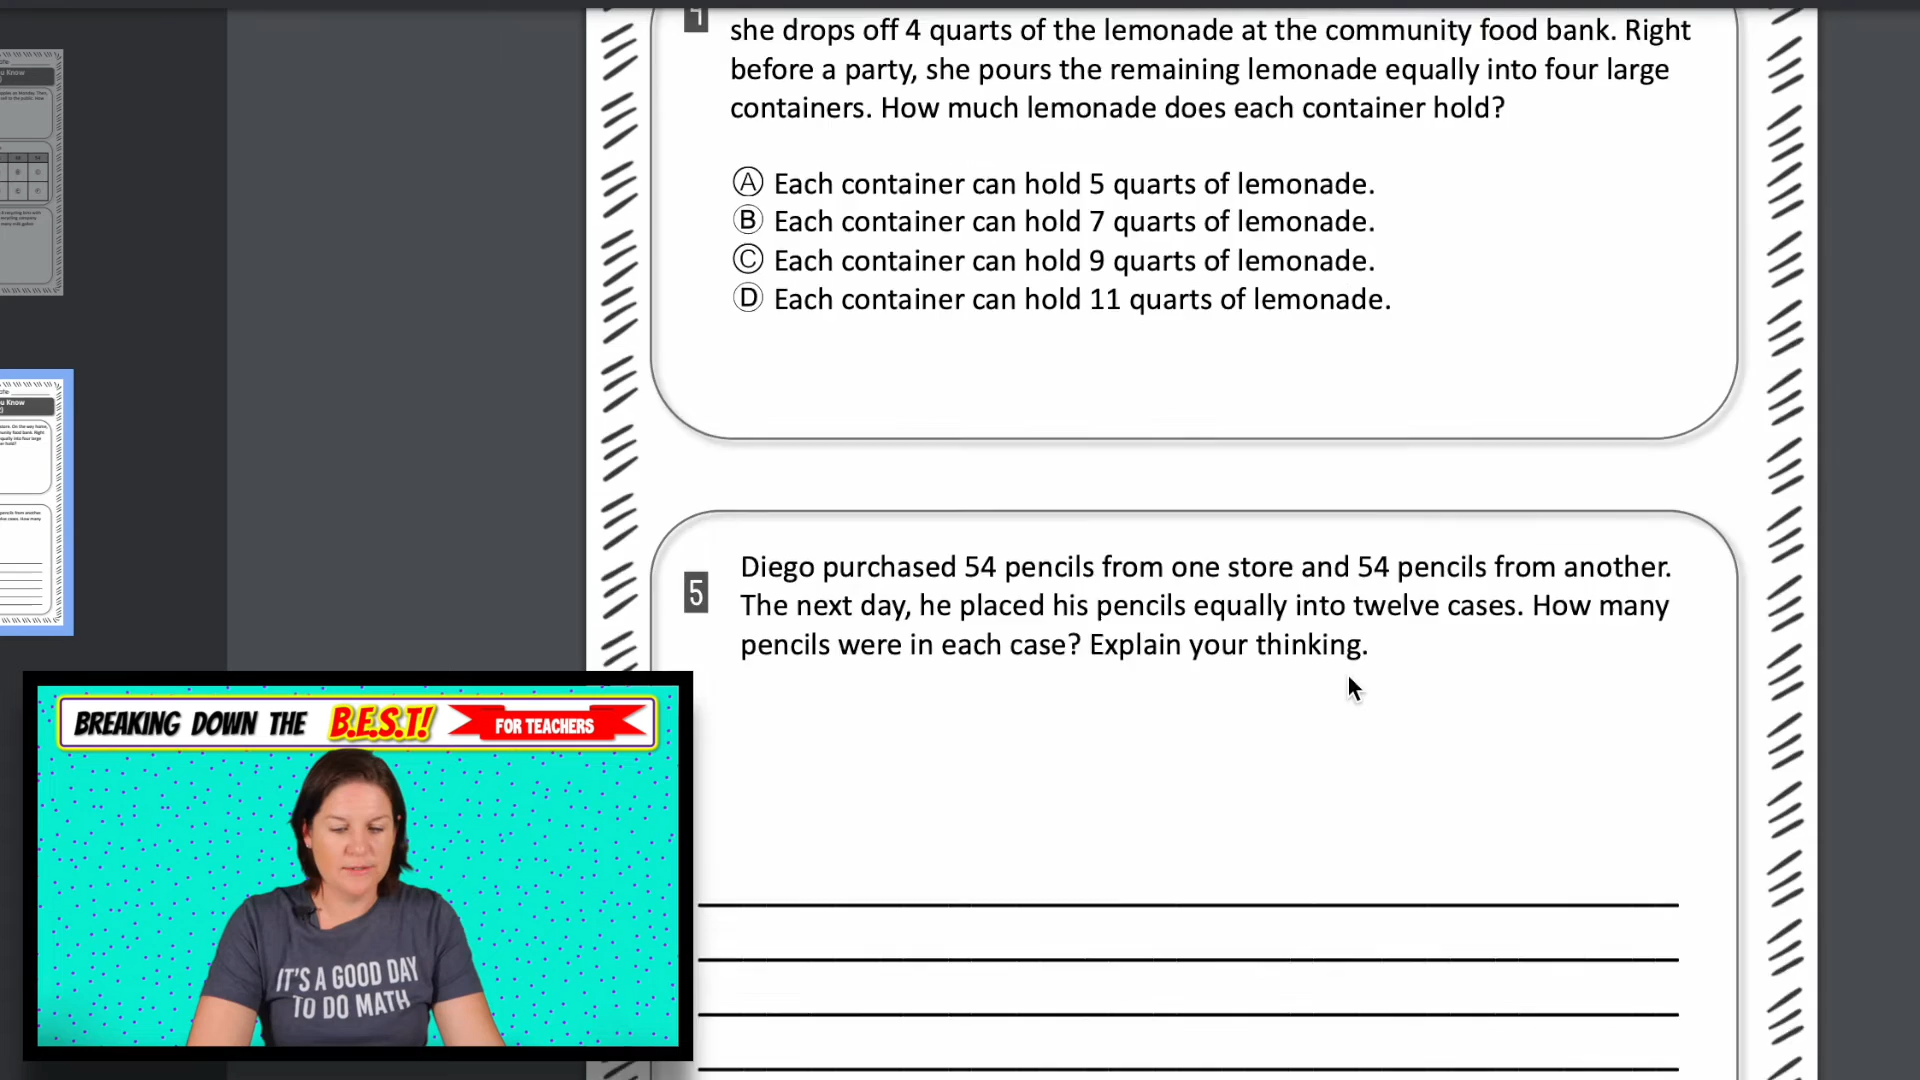 4
she drops off 4 quarts of the lemonade at the community food bank. Right
before a party, she pours the remaining lemonade equally into four large
containers. How much lemonade does each container hold?
Ⓐ Each container can hold 5 quarts of lemonade.
Ⓑ Each container can hold 7 quarts of lemonade.
Ⓒ Each container can hold 9 quarts of lemonade.
Ⓓ Each container can hold 11 quarts of lemonade.
5
Diego purchased 54 pencils from one store and 54 pencils from another.
The next day, he placed his pencils equally into twelve cases. How many
pencils were in each case? Explain your thinking.
BREAKING DOWN THE B.E.S.T! FOR TEACHERS
IT'S A GOOD DAY
TO DO MATH